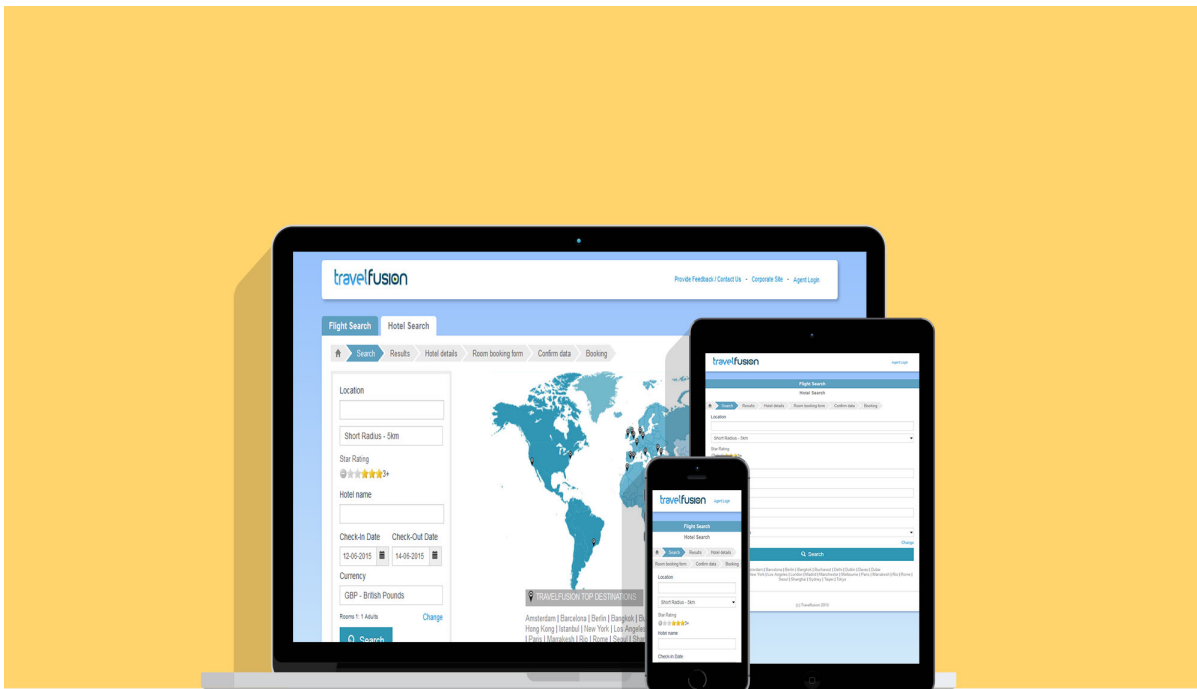 travelfusion
Provide Feedback / Contact Us - Corporate Site - Agent Login
Flight Search Hotel Search
Search Results Hotel details Room booking form Confirm data Booking
Location
Short Radius - 5km
Star Rating
3+
Hotel name
Check-In Date Check-Out Date
12-06-2015 14-06-2015
Currency
GBP - British Pounds
Rooms 1: 1 Adults Change
Search
TRAVELFUSION TOP DESTINATIONS
Amsterdam | Barcelona | Berlin | Bangkok |
Hong Kong | Istanbul | New York | Los Angeles
| Paris | Marrakesh | Rio | Rome | Seoul |
travelfusion
Agent Login
Flight Search
Hotel Search
Search Results Hotel details Room booking form Confirm data Booking
Location
Short Radius - 5km
Star Rating
Change
Search
(c) Travelfusion 2015
travelfusion Agent Login
Flight Search
Hotel Search
Search Results Hotel details
Room booking form Confirm data Booking
Location
Short Radius - 5km
Star Rating
3+
Hotel name
Check-In Date